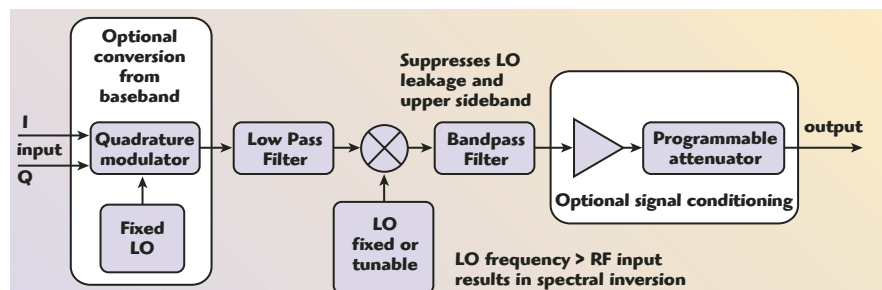 Optional
conversion
from
baseband
I
input
Q
Quadrature
modulator
Fixed
LO
Low Pass
Filter
LO
fixed or
tunable
Suppresses LO
leakage and
upper sideband
Bandpass
Filter
LO frequency > RF input
results in spectral inversion
Programmable
attenuator
Optional signal conditioning
output